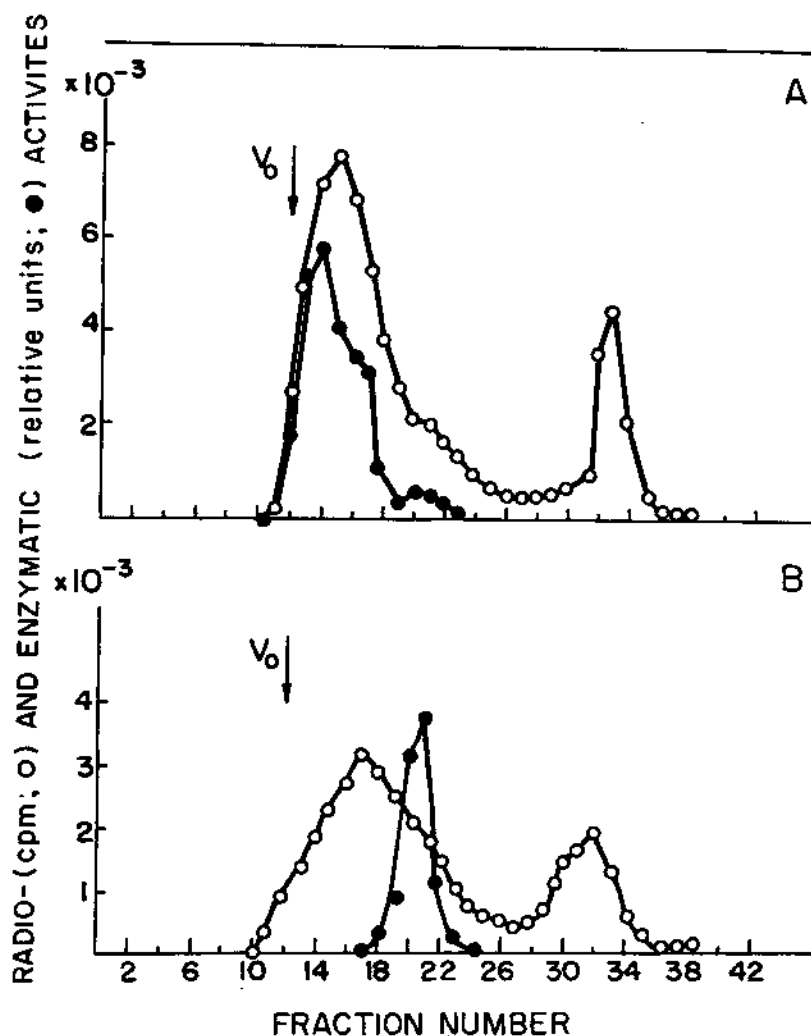 RADIO-(cpm; O) AND ENZYMATIC (relative units; ●) ACTIVITES
×10⁻³
A
8
V₀
6
4
2
×10⁻³
B
V₀
4
3
2
1
2 6 10 14 18 22 26 30 34 38 42
FRACTION NUMBER